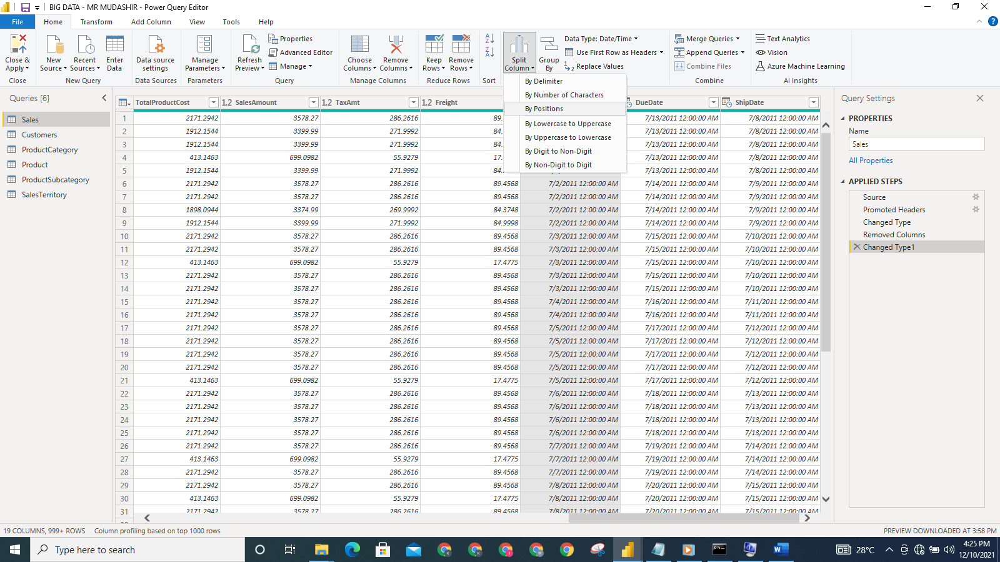 BIG DATA - MR MUDASHIR - Power Query Editor
File Home Transform Add Column View Tools Help
Close & Apply
Close
New Source
Recent Sources
Enter Data
New Query
Data source settings
Data Sources
Manage Parameters
Parameters
Refresh Preview
Properties
Advanced Editor
Manage
Query
Choose Columns
Remove Columns
Manage Columns
Keep Rows
Remove Rows
Reduce Rows
Sort
Split Column
Group By
Data Type: Date/Time
Use First Row as Headers
Replace Values
Merge Queries
Append Queries
Combine Files
Combine
Text Analytics
Vision
Azure Machine Learning
AI Insights
By Delimiter
By Number of Characters
By Positions
By Lowercase to Uppercase
By Uppercase to Lowercase
By Digit to Non-Digit
By Non-Digit to Digit
Queries [6]
Sales
Customers
ProductCategory
Product
ProductSubcategory
SalesTerritory
TotalProductCost 1.2 SalesAmount 1.2 TaxAmt 1.2 Freight DueDate ShipDate
1 2171.2942 3578.27 286.2616 89. 7/13/2011 12:00:00 AM 7/8/2011 12:00:00 AM
2 1912.1544 3399.99 271.9992 84. 7/13/2011 12:00:00 AM 7/8/2011 12:00:00 AM
3 1912.1544 3399.99 271.9992 84. 7/13/2011 12:00:00 AM 7/8/2011 12:00:00 AM
4 413.1463 699.0982 55.9279 17. 7/13/2011 12:00:00 AM 7/8/2011 12:00:00 AM
5 1912.1544 3399.99 271.9992 84. 7/13/2011 12:00:00 AM 7/8/2011 12:00:00 AM
6 2171.2942 3578.27 286.2616 89.4568 7/2/2011 12:00:00 AM 7/14/2011 12:00:00 AM 7/9/2011 12:00:00 AM
7 2171.2942 3578.27 286.2616 89.4568 7/2/2011 12:00:00 AM 7/14/2011 12:00:00 AM 7/9/2011 12:00:00 AM
8 1898.0944 3374.99 269.9992 84.3748 7/2/2011 12:00:00 AM 7/14/2011 12:00:00 AM 7/9/2011 12:00:00 AM
9 1912.1544 3399.99 271.9992 84.9998 7/2/2011 12:00:00 AM 7/14/2011 12:00:00 AM 7/9/2011 12:00:00 AM
10 2171.2942 3578.27 286.2616 89.4568 7/3/2011 12:00:00 AM 7/15/2011 12:00:00 AM 7/10/2011 12:00:00 AM
11 2171.2942 3578.27 286.2616 89.4568 7/3/2011 12:00:00 AM 7/15/2011 12:00:00 AM 7/10/2011 12:00:00 AM
12 413.1463 699.0982 55.9279 17.4775 7/3/2011 12:00:00 AM 7/15/2011 12:00:00 AM 7/10/2011 12:00:00 AM
13 2171.2942 3578.27 286.2616 89.4568 7/3/2011 12:00:00 AM 7/15/2011 12:00:00 AM 7/10/2011 12:00:00 AM
14 2171.2942 3578.27 286.2616 89.4568 7/3/2011 12:00:00 AM 7/15/2011 12:00:00 AM 7/10/2011 12:00:00 AM
15 2171.2942 3578.27 286.2616 89.4568 7/4/2011 12:00:00 AM 7/16/2011 12:00:00 AM 7/11/2011 12:00:00 AM
16 2171.2942 3578.27 286.2616 89.4568 7/4/2011 12:00:00 AM 7/16/2011 12:00:00 AM 7/11/2011 12:00:00 AM
17 2171.2942 3578.27 286.2616 89.4568 7/5/2011 12:00:00 AM 7/17/2011 12:00:00 AM 7/12/2011 12:00:00 AM
18 2171.2942 3578.27 286.2616 89.4568 7/5/2011 12:00:00 AM 7/17/2011 12:00:00 AM 7/12/2011 12:00:00 AM
19 2171.2942 3578.27 286.2616 89.4568 7/5/2011 12:00:00 AM 7/17/2011 12:00:00 AM 7/12/2011 12:00:00 AM
20 2171.2942 3578.27 286.2616 89.4568 7/5/2011 12:00:00 AM 7/17/2011 12:00:00 AM 7/12/2011 12:00:00 AM
21 413.1463 699.0982 55.9279 17.4775 7/5/2011 12:00:00 AM 7/17/2011 12:00:00 AM 7/12/2011 12:00:00 AM
22 2171.2942 3578.27 286.2616 89.4568 7/6/2011 12:00:00 AM 7/18/2011 12:00:00 AM 7/13/2011 12:00:00 AM
23 2171.2942 3578.27 286.2616 89.4568 7/6/2011 12:00:00 AM 7/18/2011 12:00:00 AM 7/13/2011 12:00:00 AM
24 2171.2942 3578.27 286.2616 89.4568 7/6/2011 12:00:00 AM 7/18/2011 12:00:00 AM 7/13/2011 12:00:00 AM
25 2171.2942 3578.27 286.2616 89.4568 7/6/2011 12:00:00 AM 7/18/2011 12:00:00 AM 7/13/2011 12:00:00 AM
26 2171.2942 3578.27 286.2616 89.4568 7/7/2011 12:00:00 AM 7/19/2011 12:00:00 AM 7/14/2011 12:00:00 AM
27 413.1463 699.0982 55.9279 17.4775 7/7/2011 12:00:00 AM 7/19/2011 12:00:00 AM 7/14/2011 12:00:00 AM
28 2171.2942 3578.27 286.2616 89.4568 7/7/2011 12:00:00 AM 7/19/2011 12:00:00 AM 7/14/2011 12:00:00 AM
29 2171.2942 3578.27 286.2616 89.4568 7/8/2011 12:00:00 AM 7/20/2011 12:00:00 AM 7/15/2011 12:00:00 AM
30 413.1463 699.0982 55.9279 17.4775 7/8/2011 12:00:00 AM 7/20/2011 12:00:00 AM 7/15/2011 12:00:00 AM
31 2171.2942 3578.27 286.2616 89.4568 7/8/2011 12:00:00 AM 7/20/2011 12:00:00 AM 7/15/2011 12:00:00 AM
Query Settings
PROPERTIES
Name
Sales
All Properties
APPLIED STEPS
Source
Promoted Headers
Changed Type
Removed Columns
Changed Type1
19 COLUMNS, 999+ ROWS Column profiling based on top 1000 rows PREVIEW DOWNLOADED AT 3:58 PM
Type here to search
28°C
4:25 PM
12/10/2021